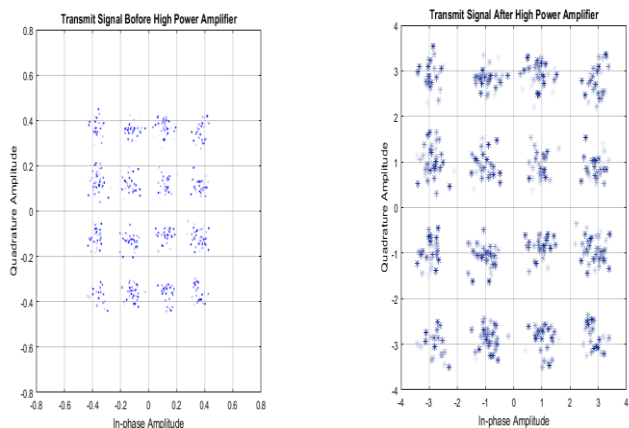 Transmit Signal Bofore High Power Amplifier
Quadrature Amplitude
0.8
0.6
0.4
0.2
0
-0.2
-0.4
-0.6
-0.8
-0.8 -0.6 -0.4 -0.2 0 0.2 0.4 0.6 0.8
In-phase Amplitude
Transmit Signal After High Power Amplifier
Quadrature Amplitude
4
3
2
1
0
-1
-2
-3
-4
-4 -3 -2 -1 0 1 2 3 4
In-phase Amplitude